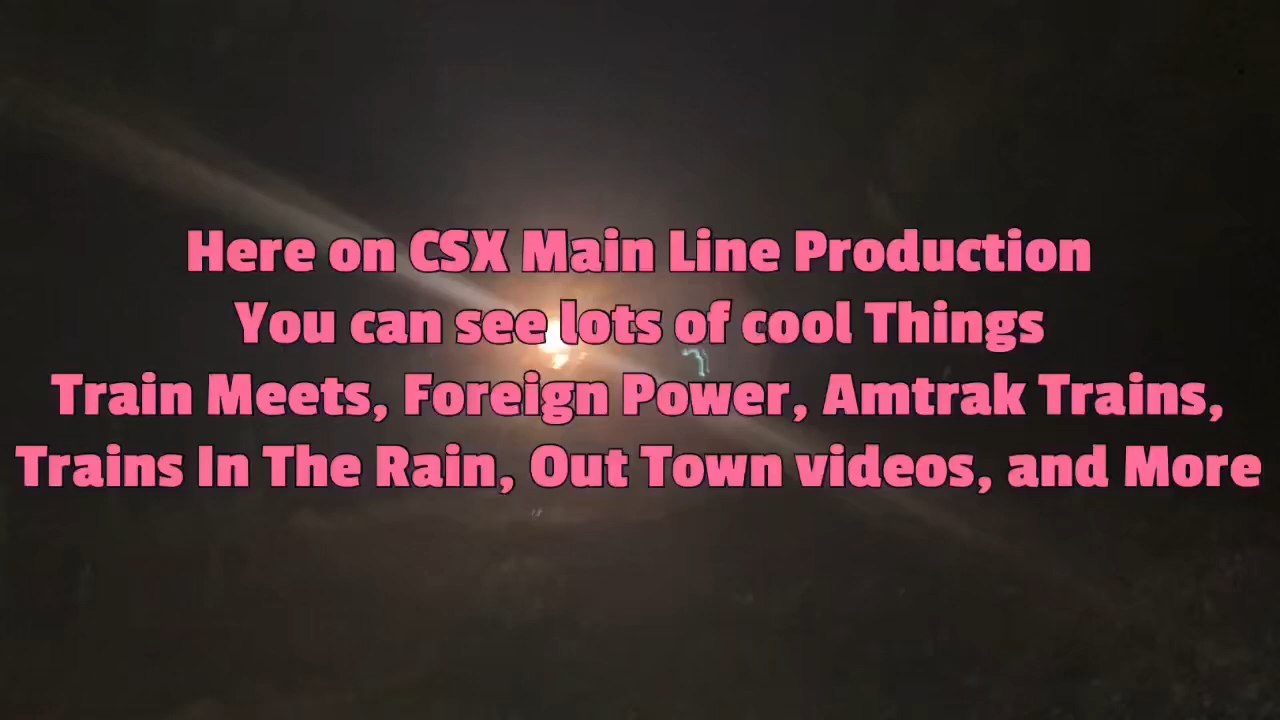 Here on CSX Main Line Production
You can see lots of cool Things
Train Meets, Foreign Power, Amtrak Trains,
Trains In The Rain, Out Town videos, and More